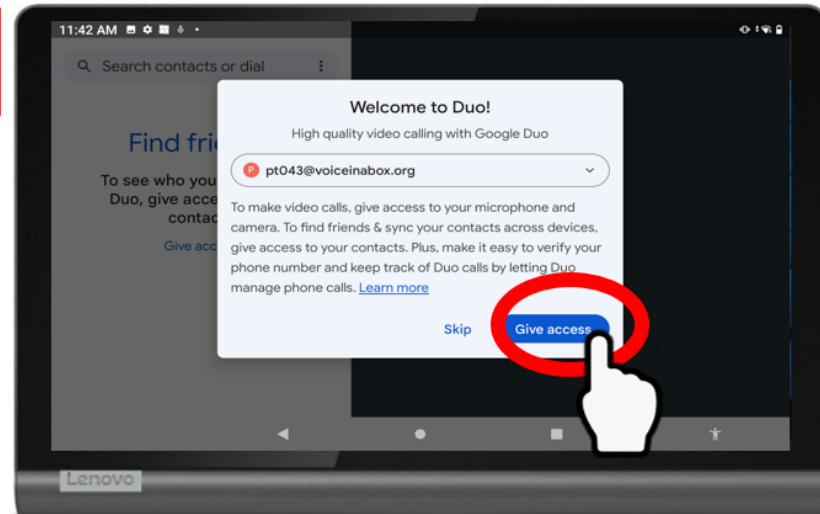 11:42 AM
Search contacts or dial
Find frie
To see who you
Duo, give acce
contac
Give acc
Welcome to Duo!
High quality video calling with Google Duo
P pt043@voiceinabox.org
To make video calls, give access to your microphone and
camera. To find friends & sync your contacts across devices,
give access to your contacts. Plus, make it easy to verify your
phone number and keep track of Duo calls by letting Duo
manage phone calls. Learn more
Skip
Give access
Lenovo